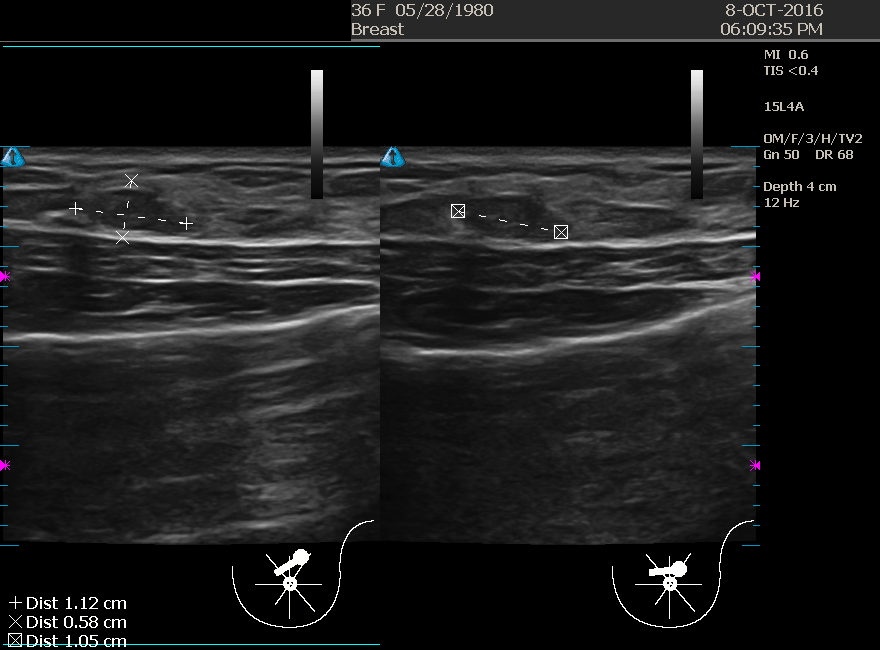 36 F 05/28/1980 8-OCT-2016
Breast 06:09:35 PM
MI 0.6
TIS <0.4
15L4A
OM/F/3/H/TV2
Gn 50 DR 68
Depth 4 cm
12 Hz
Dist 1.12 cm
Dist 0.58 cm
Dist 1.05 cm